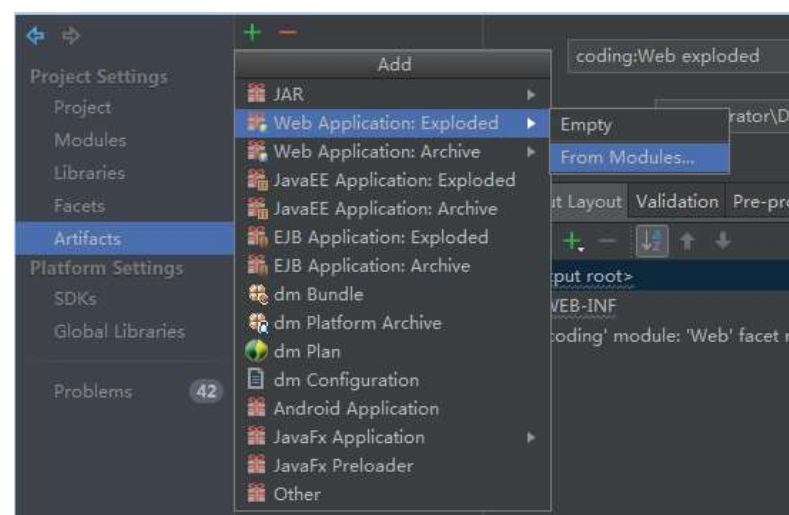 Project Settings
Project
Modules
Libraries
Facets
Artifacts
Platform Settings
SDKs
Global Libraries
Problems 42
Add
JAR
Web Application: Exploded
Web Application: Archive
JavaEE Application: Exploded
JavaEE Application: Archive
EJB Application: Exploded
EJB Application: Archive
dm Bundle
dm Platform Archive
dm Plan
dm Configuration
Android Application
JavaFx Application
JavaFx Preloader
Other
Empty
From Modules...
coding:Web exploded
rator\D
ut Layout Validation Pre-pro
put root>
WEB-INF
coding' module: 'Web' facet r